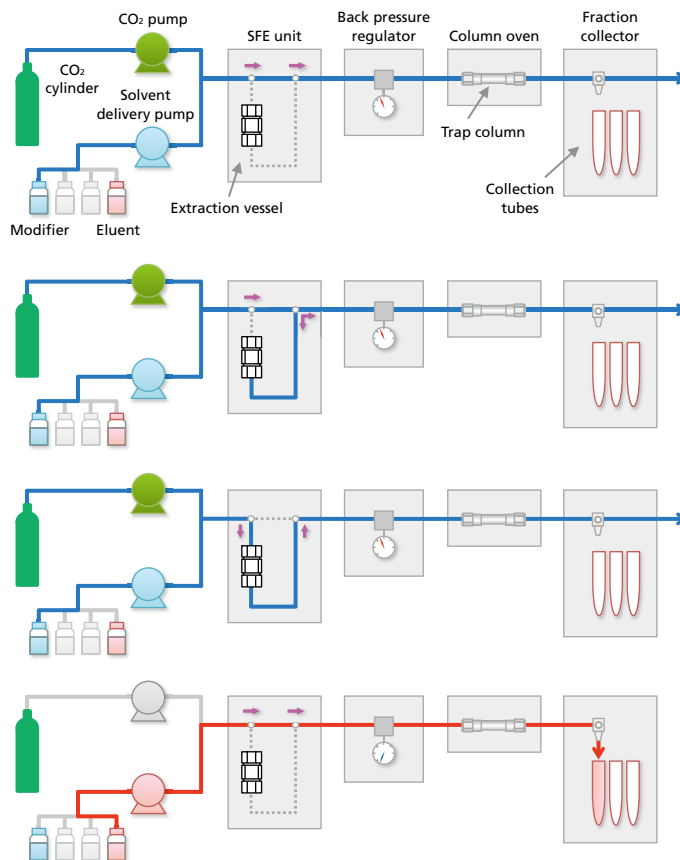 CO₂ pump
SFE unit
Back pressure
regulator
Column oven
Fraction
collector
CO₂
cylinder
Solvent
delivery pump
Trap column
Extraction vessel
Collection
tubes
Modifier
Eluent